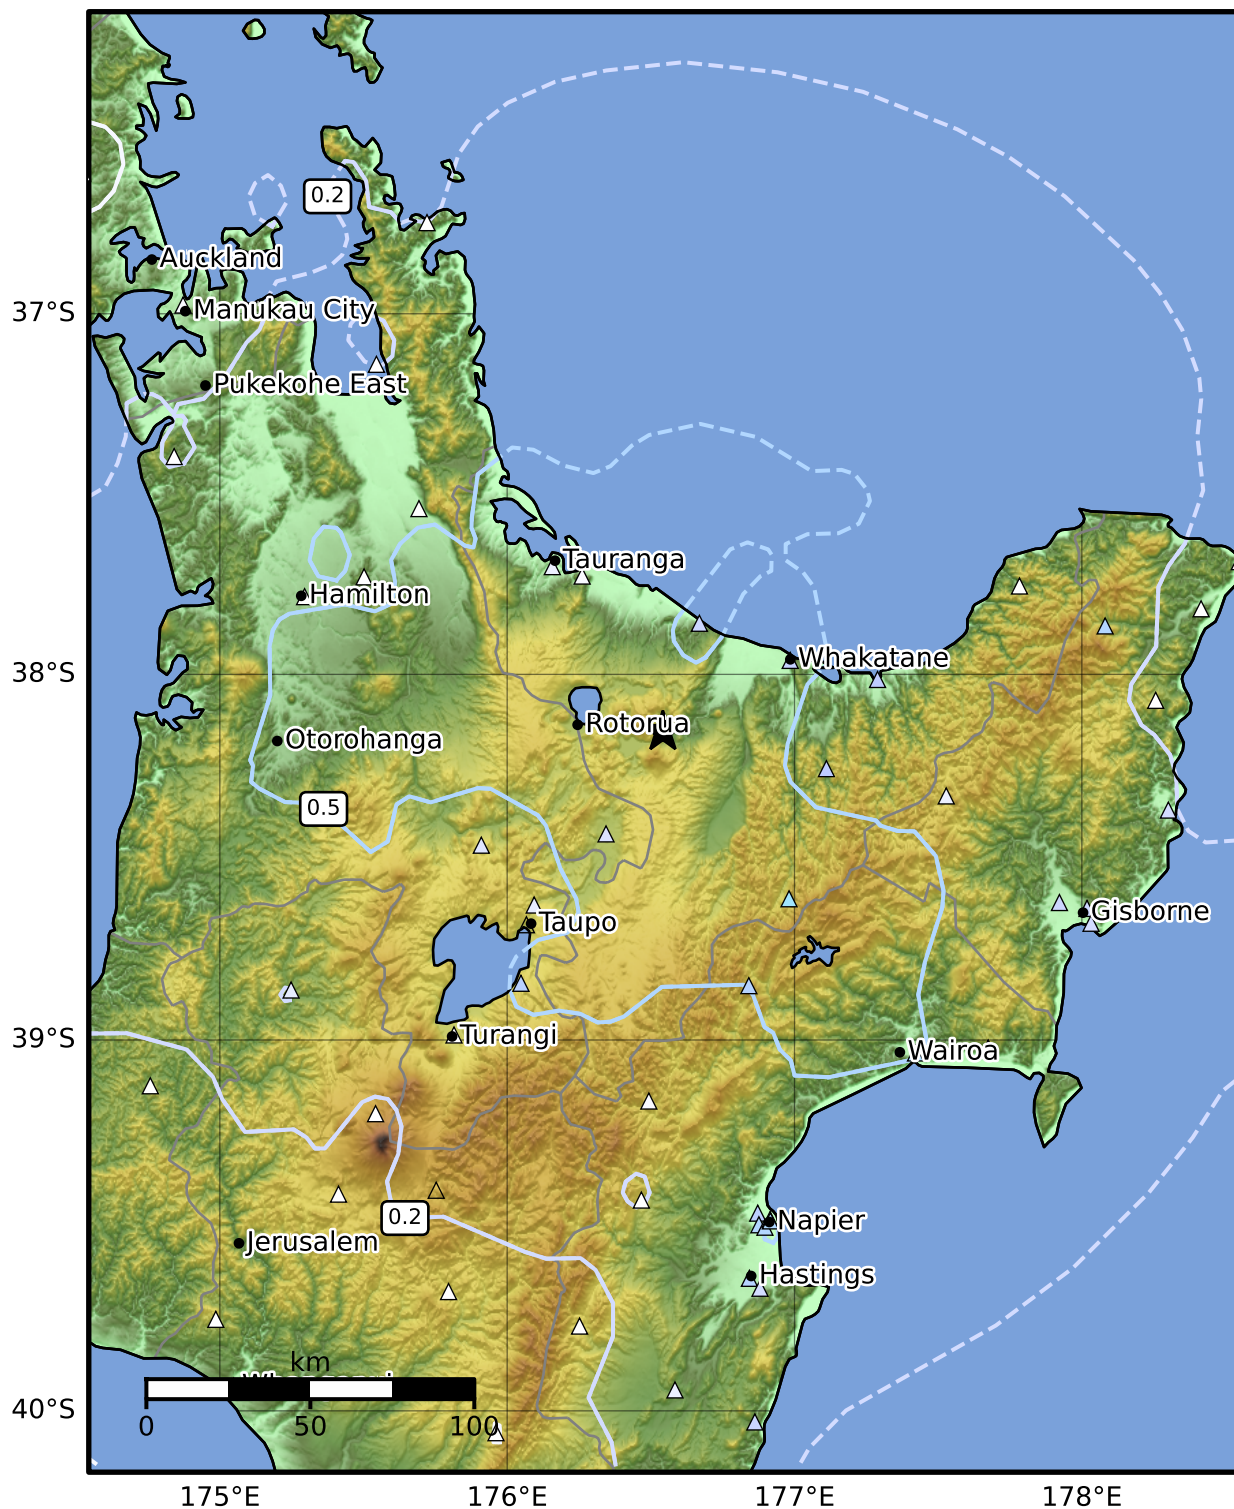 0.2
Auckland
37°S
Manukau City
Pukekohe East
Tauranga
Hamilton
Whakatane
38°S
Rotorua
Otorohanga
0.5
Gisborne
Taupo
39°S
Turangi
Wairoa
0.2
Napier
Jerusalem
Hastings
km
40°S
0
50
100
175°E
176°E
177°E
178°E